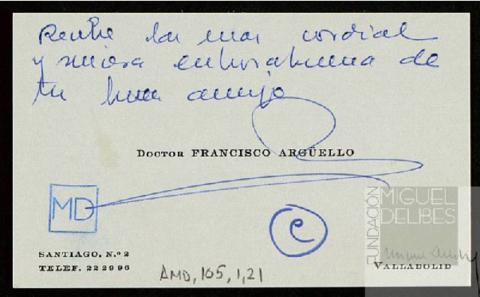 Recibe la mas cordial
y sincera enhorabuena de
tu buen amigo
DOCTOR FRANCISCO ARGÜELLO
MD
e
SANTIAGO, N.º 2
TELEF. 222996
AMD, 105, 1, 21
VALLADOLID
FUNDACIÓN
MIGUEL
DELIBES